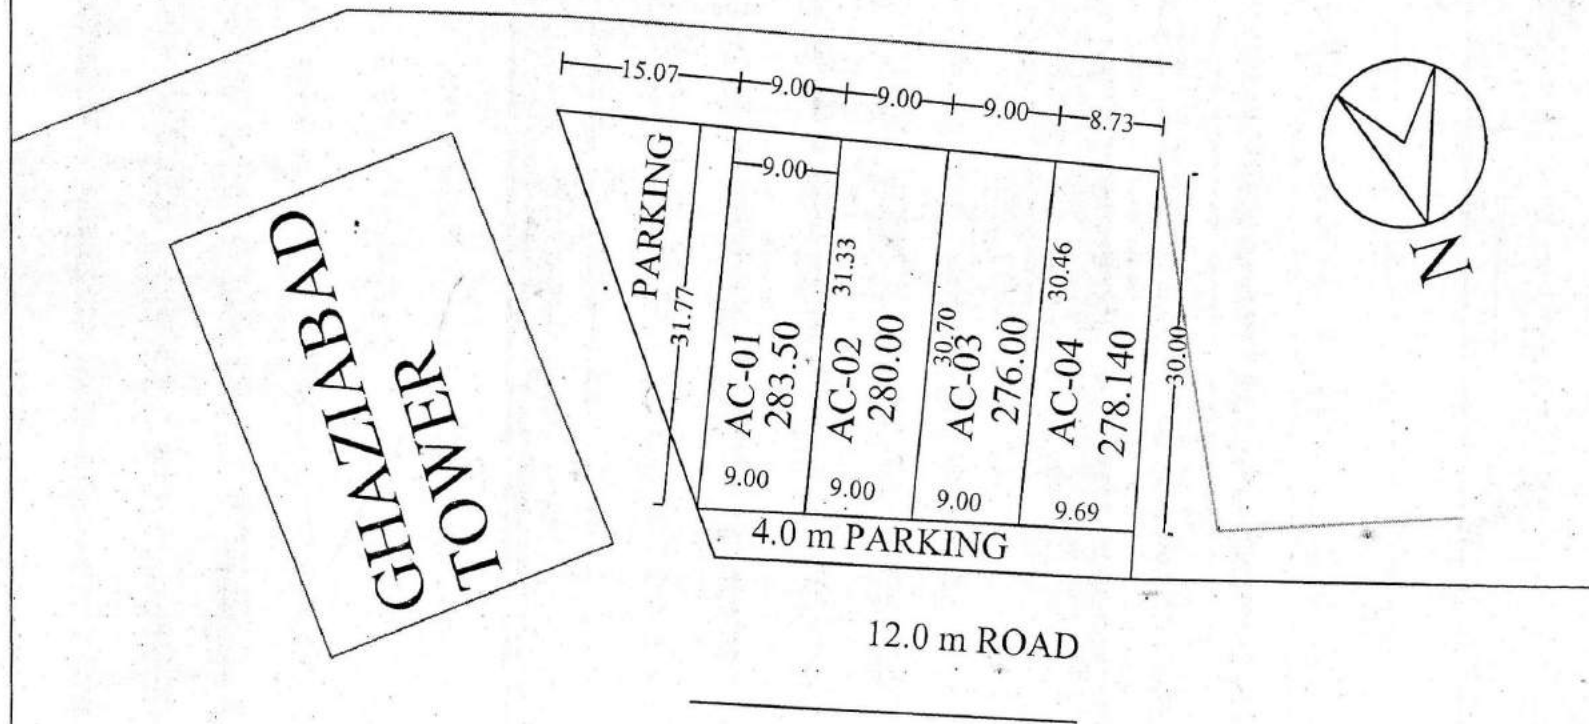 15.07
9.00
9.00
9.00
8.73
PARKING
9.00
31.77
31.33
30.70
30.46
30.00
AC-01
283.50
AC-02
280.00
AC-03
276.00
AC-04
278.140
9.00
9.00
9.00
9.69
4.0 m PARKING
12.0 m ROAD
GHAZIABAD
TOWER
N